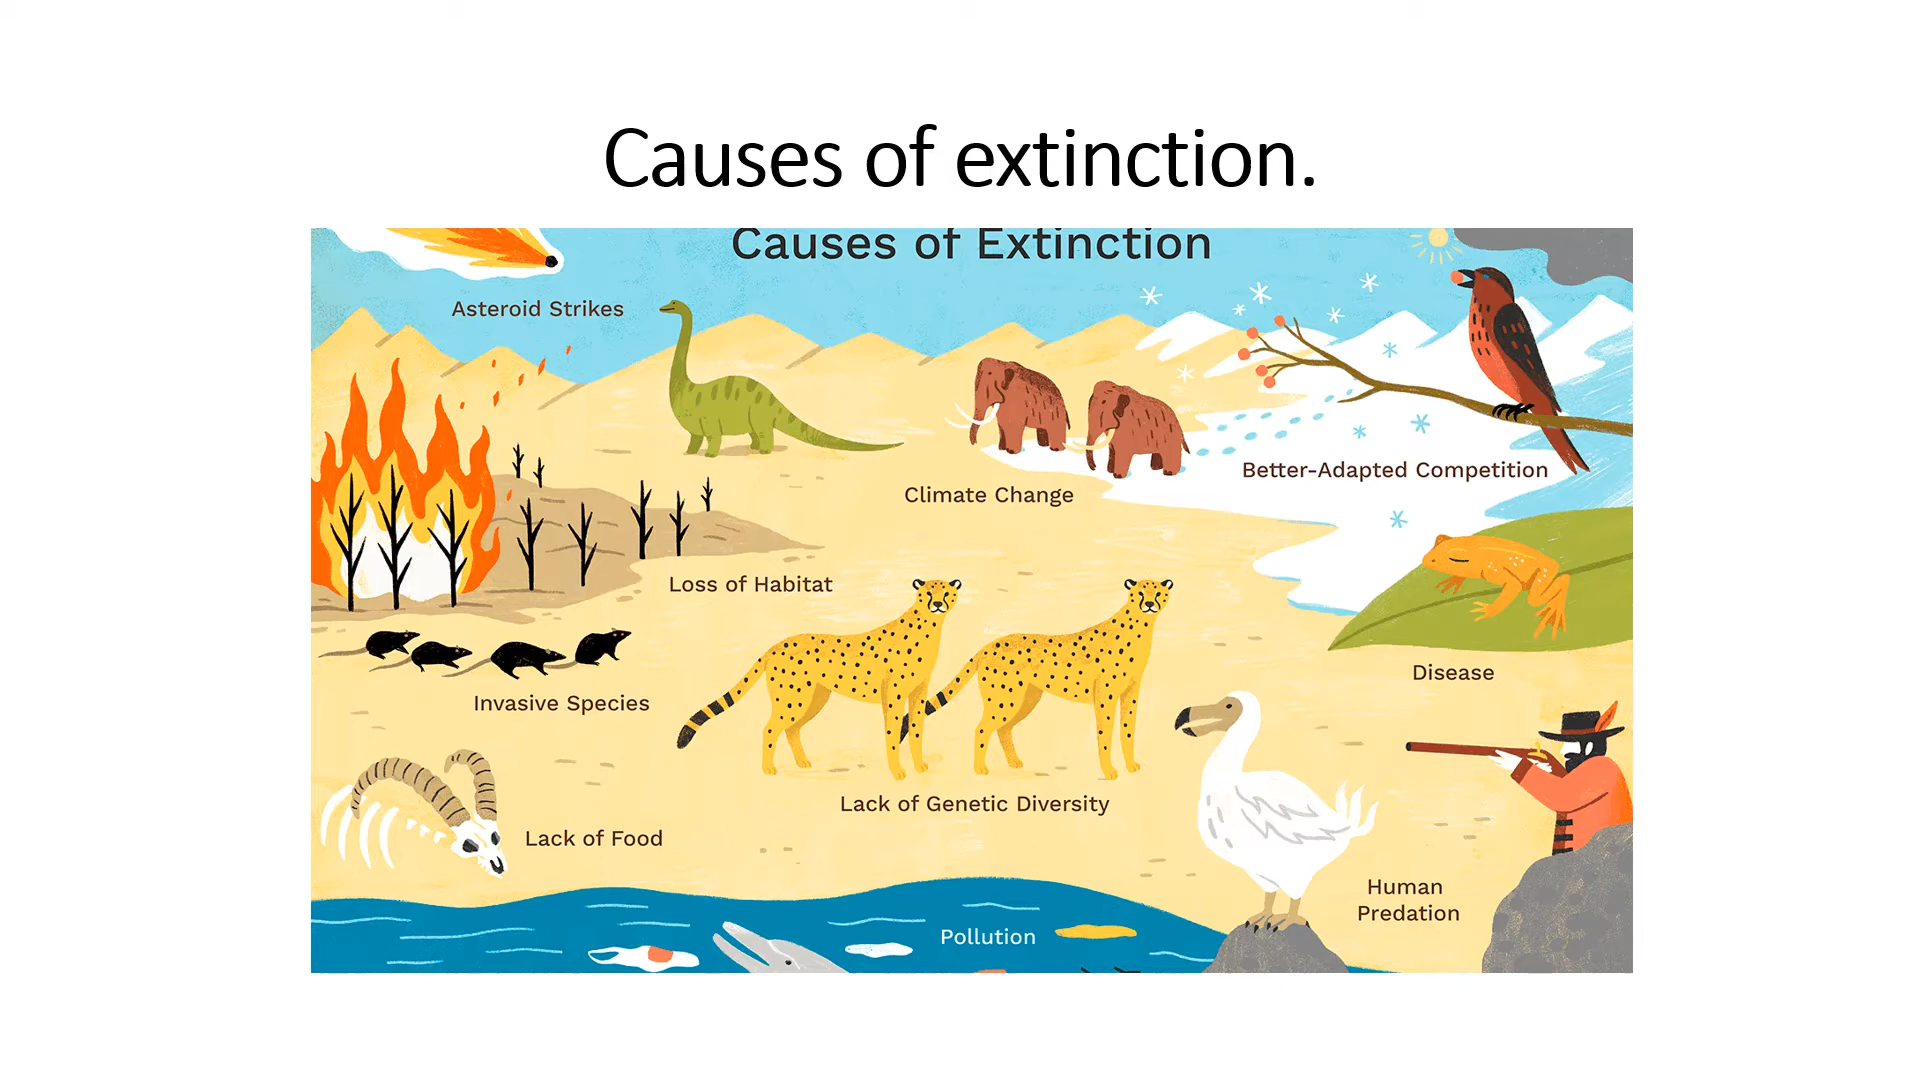 Causes of extinction.
Causes of Extinction
Asteroid Strikes
Climate Change
Better-Adapted Competition
Loss of Habitat
Disease
Invasive Species
Lack of Genetic Diversity
Lack of Food
Human
Predation
Pollution